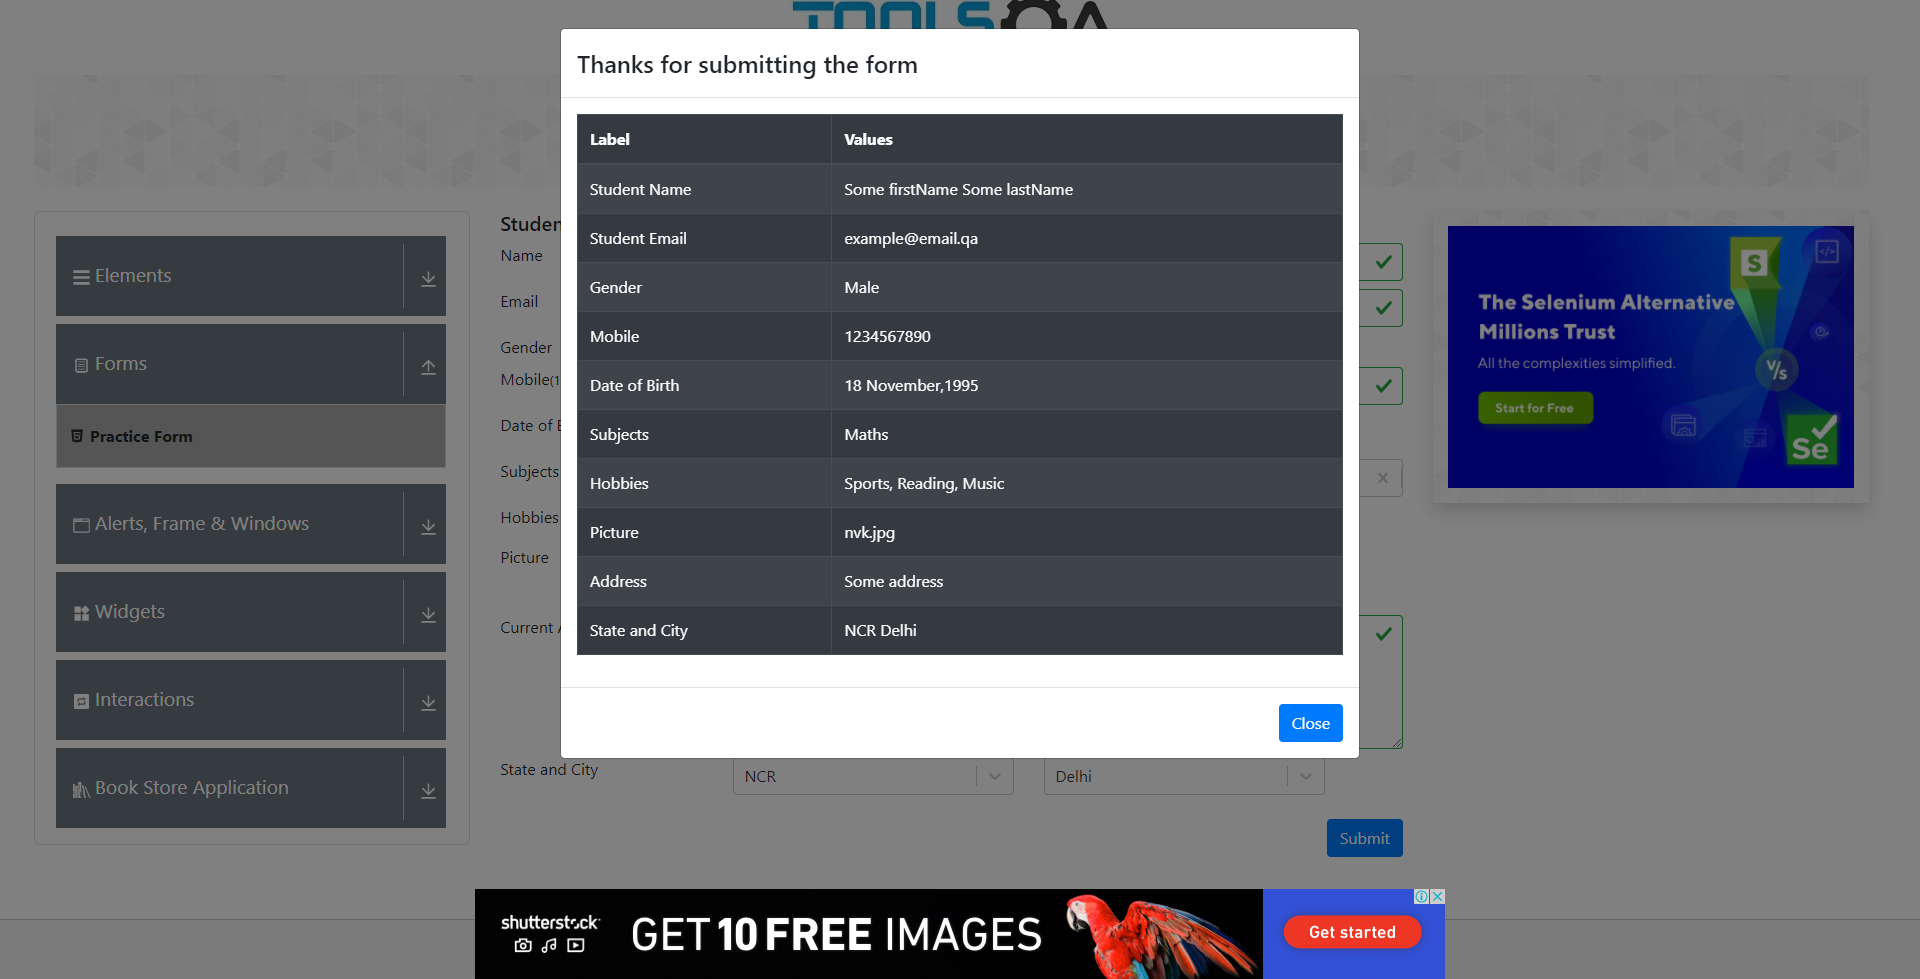 TOOLSQA
Thanks for submitting the form
Label Values
Student Name Some firstName Some lastName
Student Email example@email.qa
Gender Male
Mobile 1234567890
Date of Birth 18 November,1995
Subjects Maths
Hobbies Sports, Reading, Music
Picture nvk.jpg
Address Some address
State and City NCR Delhi
Close
Elements
Forms
Practice Form
Alerts, Frame & Windows
Widgets
Interactions
Book Store Application
Studen
Name
Email
Gender
Mobile(1
Date of B
Subjects
Hobbies
Picture
Current A
State and City NCR Delhi
Submit
S
</>
The Selenium Alternative
Millions Trust
All the complexities simplified.
V/s
Start for Free
Se
shutterstock
GET 10 FREE IMAGES
Get started